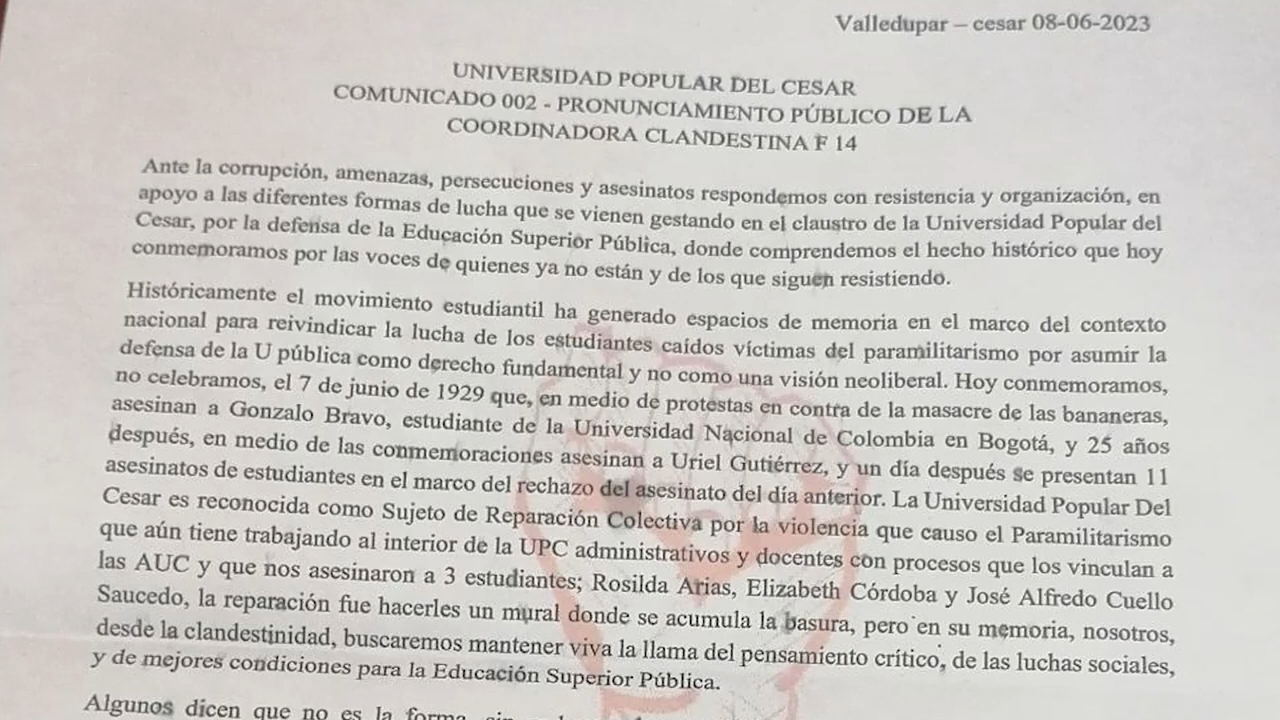 Valledupar – cesar 08-06-2023
UNIVERSIDAD POPULAR DEL CESAR
COMUNICADO 002 - PRONUNCIAMIENTO PÚBLICO DE LA
COORDINADORA CLANDESTINA F 14
Ante la corrupción, amenazas, persecuciones y asesinatos respondemos con resistencia y organización, en
apoyo a las diferentes formas de lucha que se vienen gestando en el claustro de la Universidad Popular del
Cesar, por la defensa de la Educación Superior Pública, donde comprendemos el hecho histórico que hoy
conmemoramos por las voces de quienes ya no están y de los que siguen resistiendo.
Históricamente el movimiento estudiantil ha generado espacios de memoria en el marco del contexto
nacional para reivindicar la lucha de los estudiantes caídos víctimas del paramilitarismo por asumir la
defensa de la U pública como derecho fundamental y no como una visión neoliberal. Hoy conmemoramos,
no celebramos, el 7 de junio de 1929 que, en medio de protestas en contra de la masacre de las bananeras,
asesinan a Gonzalo Bravo, estudiante de la Universidad Nacional de Colombia en Bogotá, y 25 años
después, en medio de las conmemoraciones asesinan a Uriel Gutiérrez, y un día después se presentan 11
asesinatos de estudiantes en el marco del rechazo del asesinato del día anterior. La Universidad Popular Del
Cesar es reconocida como Sujeto de Reparación Colectiva por la violencia que causo el Paramilitarismo
que aún tiene trabajando al interior de la UPC administrativos y docentes con procesos que los vinculan a
las AUC y que nos asesinaron a 3 estudiantes; Rosilda Arias, Elizabeth Córdoba y José Alfredo Cuello
Saucedo, la reparación fue hacerles un mural donde se acumula la basura, pero en su memoria, nosotros,
desde la clandestinidad, buscaremos mantener viva la llama del pensamiento crítico, de las luchas sociales,
y de mejores condiciones para la Educación Superior Pública.
Algunos dicen que no es la forma